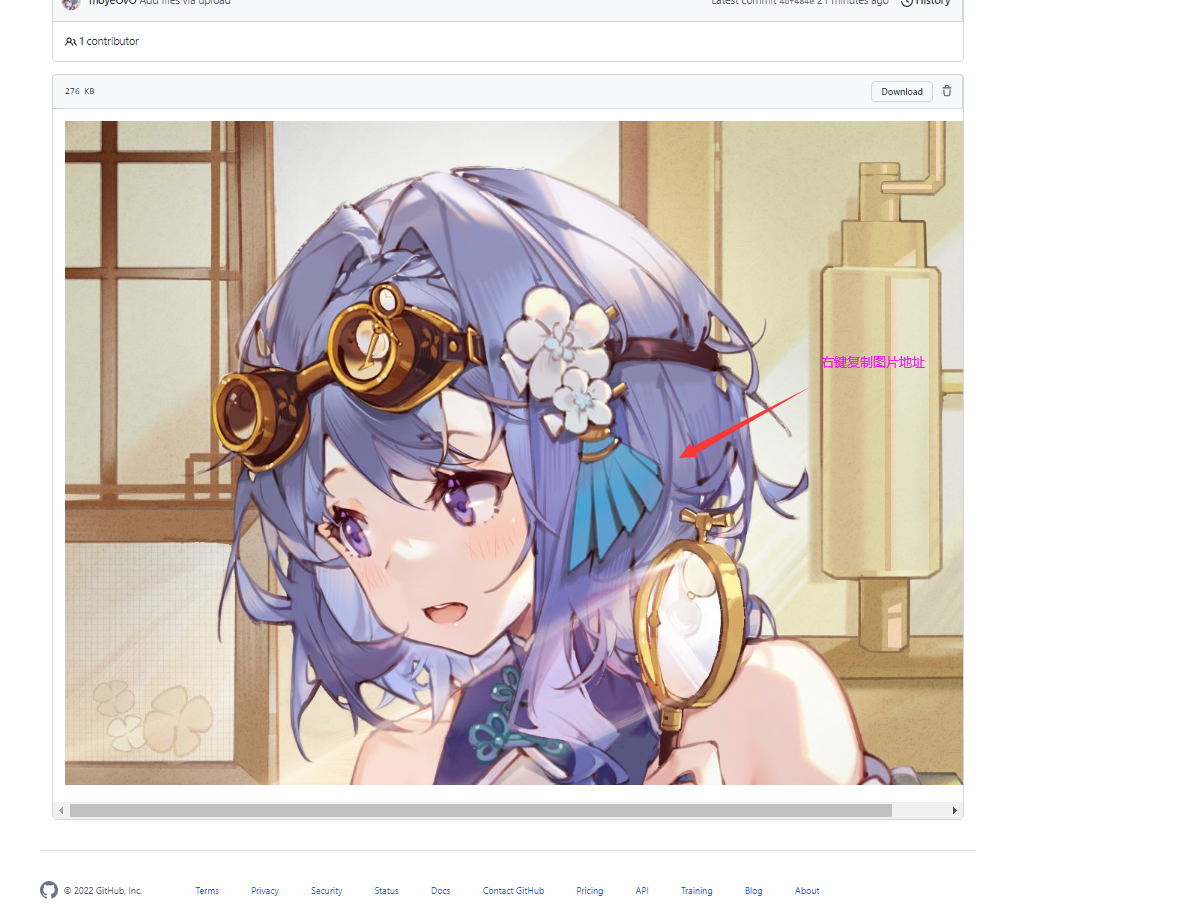 moyeOvO Add files via upload Latest commit 4df484e 21 minutes ago History
1 contributor
276 KB Download
右键复制图片地址
© 2022 GitHub, Inc. Terms Privacy Security Status Docs Contact GitHub Pricing API Training Blog About